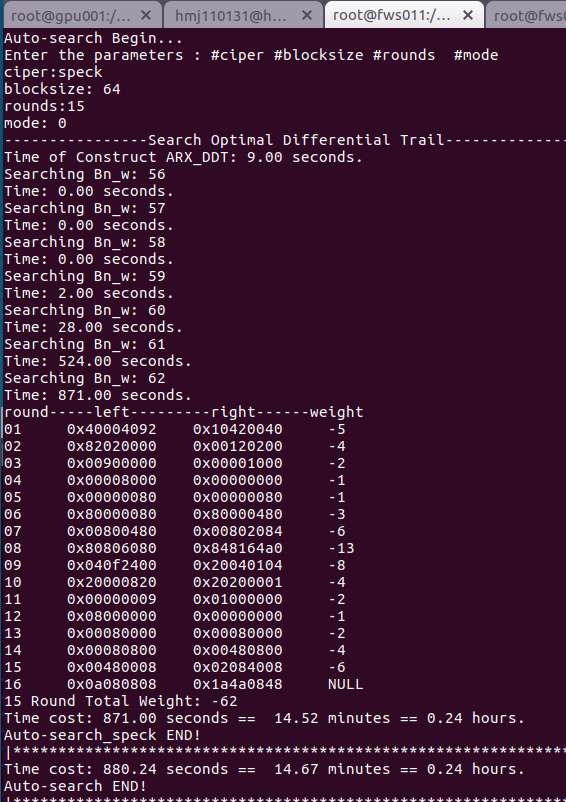 root@gpu001:/... × hmj110131@h... × root@fws011:/... × root@fws0
Auto-search Begin...
Enter the parameters : #ciper #blocksize #rounds  #mode
ciper:speck
blocksize: 64
rounds:15
mode: 0
----------------Search Optimal Differential Trail--------------
Time of Construct ARX_DDT: 9.00 seconds.
Searching Bn_w: 56
Time: 0.00 seconds.
Searching Bn_w: 57
Time: 0.00 seconds.
Searching Bn_w: 58
Time: 0.00 seconds.
Searching Bn_w: 59
Time: 2.00 seconds.
Searching Bn_w: 60
Time: 28.00 seconds.
Searching Bn_w: 61
Time: 524.00 seconds.
Searching Bn_w: 62
Time: 871.00 seconds.
round-----left---------right------weight
01     0x40004092    0x10420040     -5
02     0x82020000    0x00120200     -4
03     0x00900000    0x00001000     -2
04     0x00008000    0x00000000     -1
05     0x00000080    0x00000080     -1
06     0x80000080    0x80000480     -3
07     0x00800480    0x00802084     -6
08     0x80806080    0x848164a0     -13
09     0x040f2400    0x20040104     -8
10     0x20000820    0x20200001     -4
11     0x00000009    0x01000000     -2
12     0x08000000    0x00000000     -1
13     0x00080000    0x00080000     -2
14     0x00080800    0x00480800     -4
15     0x00480008    0x02084008     -6
16     0x0a080808    0x1a4a0848     NULL
15 Round Total Weight: -62
Time cost: 871.00 seconds ==  14.52 minutes == 0.24 hours.
Auto-search_speck END!
|**************************************************************
Time cost: 880.24 seconds ==  14.67 minutes == 0.24 hours.
Auto-search END!
|**************************************************************